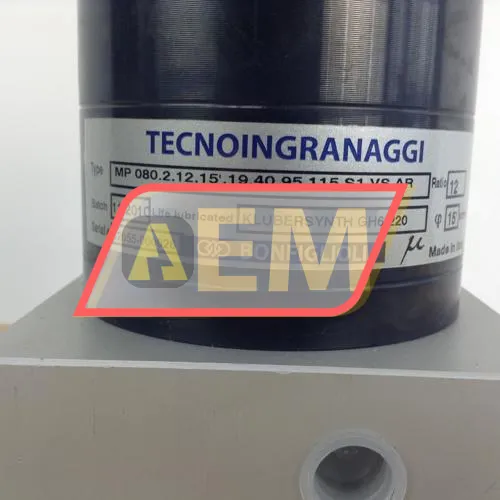 TECNOINGRANAGGI
Type MP 080.2.12.15'.19.40.95.115.S1.VS.AR Ratio 12
Batch Life lubricated KLUBERSYNTH GH6 220 φ 15'
Serial BONFIGLIOLI μ Made in
AEM